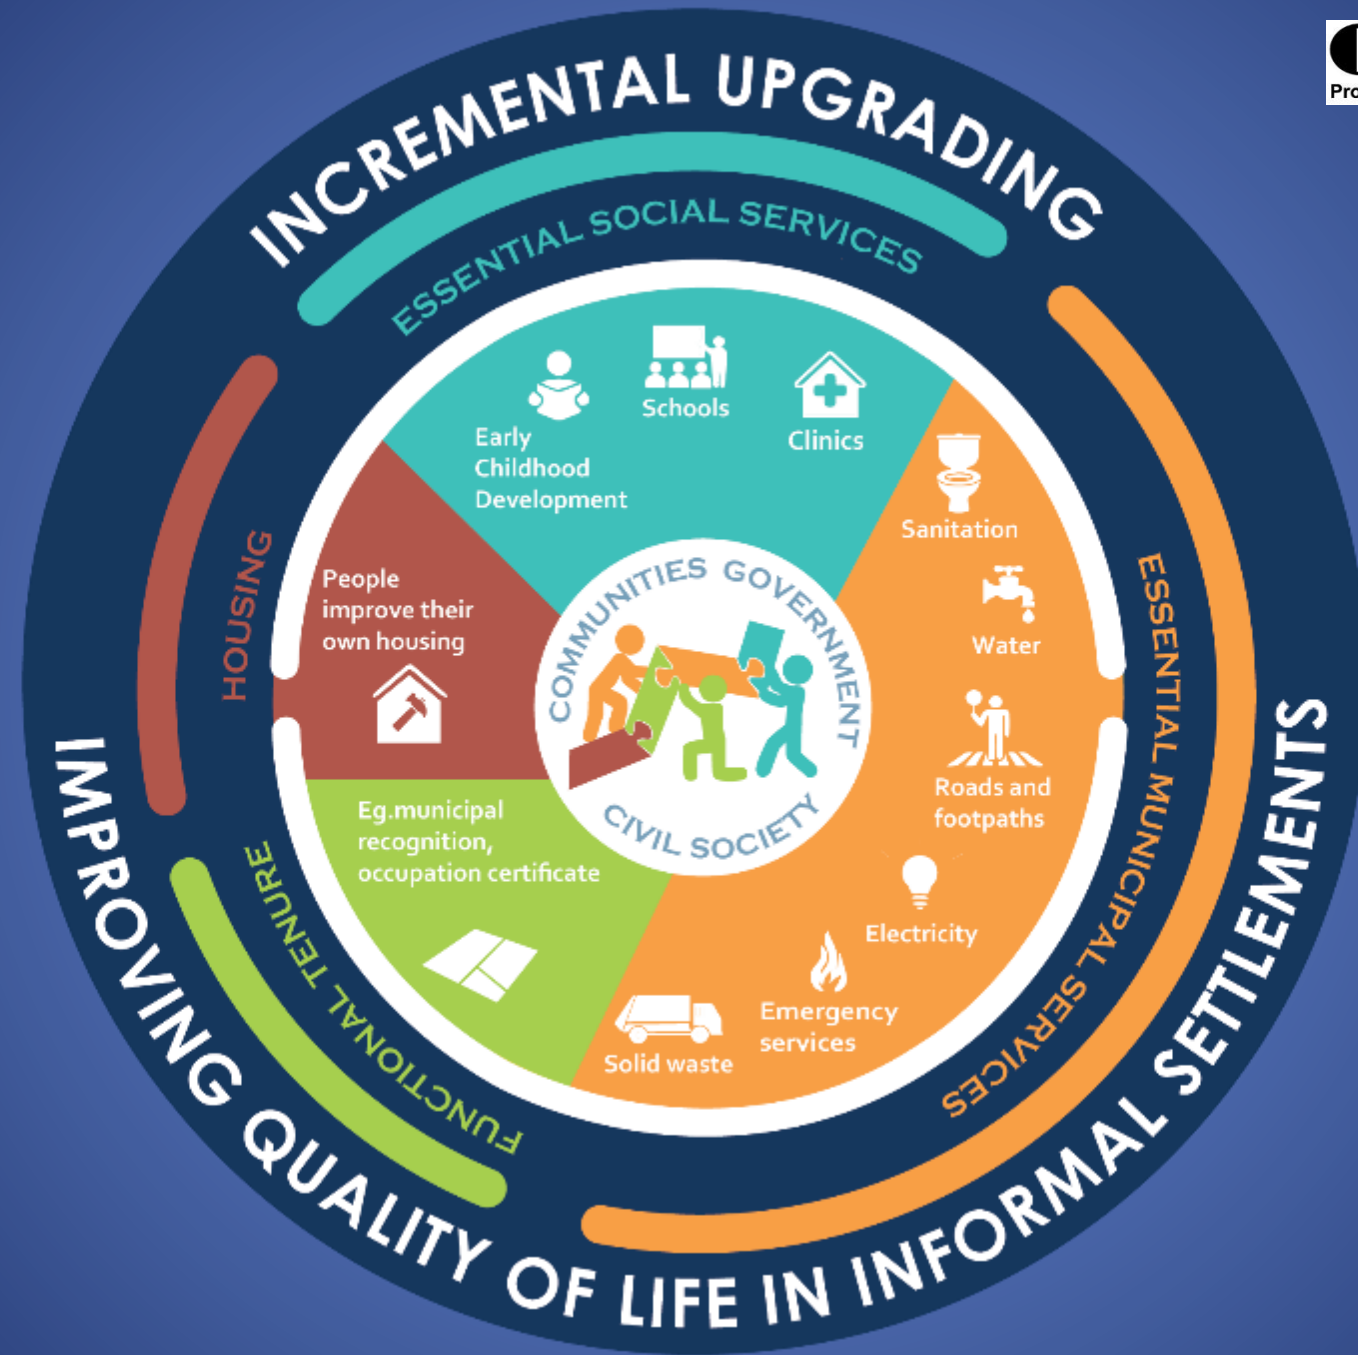 INCREMENTAL UPGRADING
ESSENTIAL SOCIAL SERVICES
Early
Childhood
Development
Schools
Clinics
Sanitation
Water
Roads and
footpaths
Electricity
Emergency
services
Solid waste
ESSENTIAL MUNICIPAL SERVICES
HOUSING
People
improve their
own housing
FUNCTIONAL TENURE
Eg.municipal
recognition,
occupation certificate
COMMUNITIES GOVERNMENT
CIVIL SOCIETY
IMPROVING QUALITY OF LIFE IN INFORMAL SETTLEMENTS
Pro